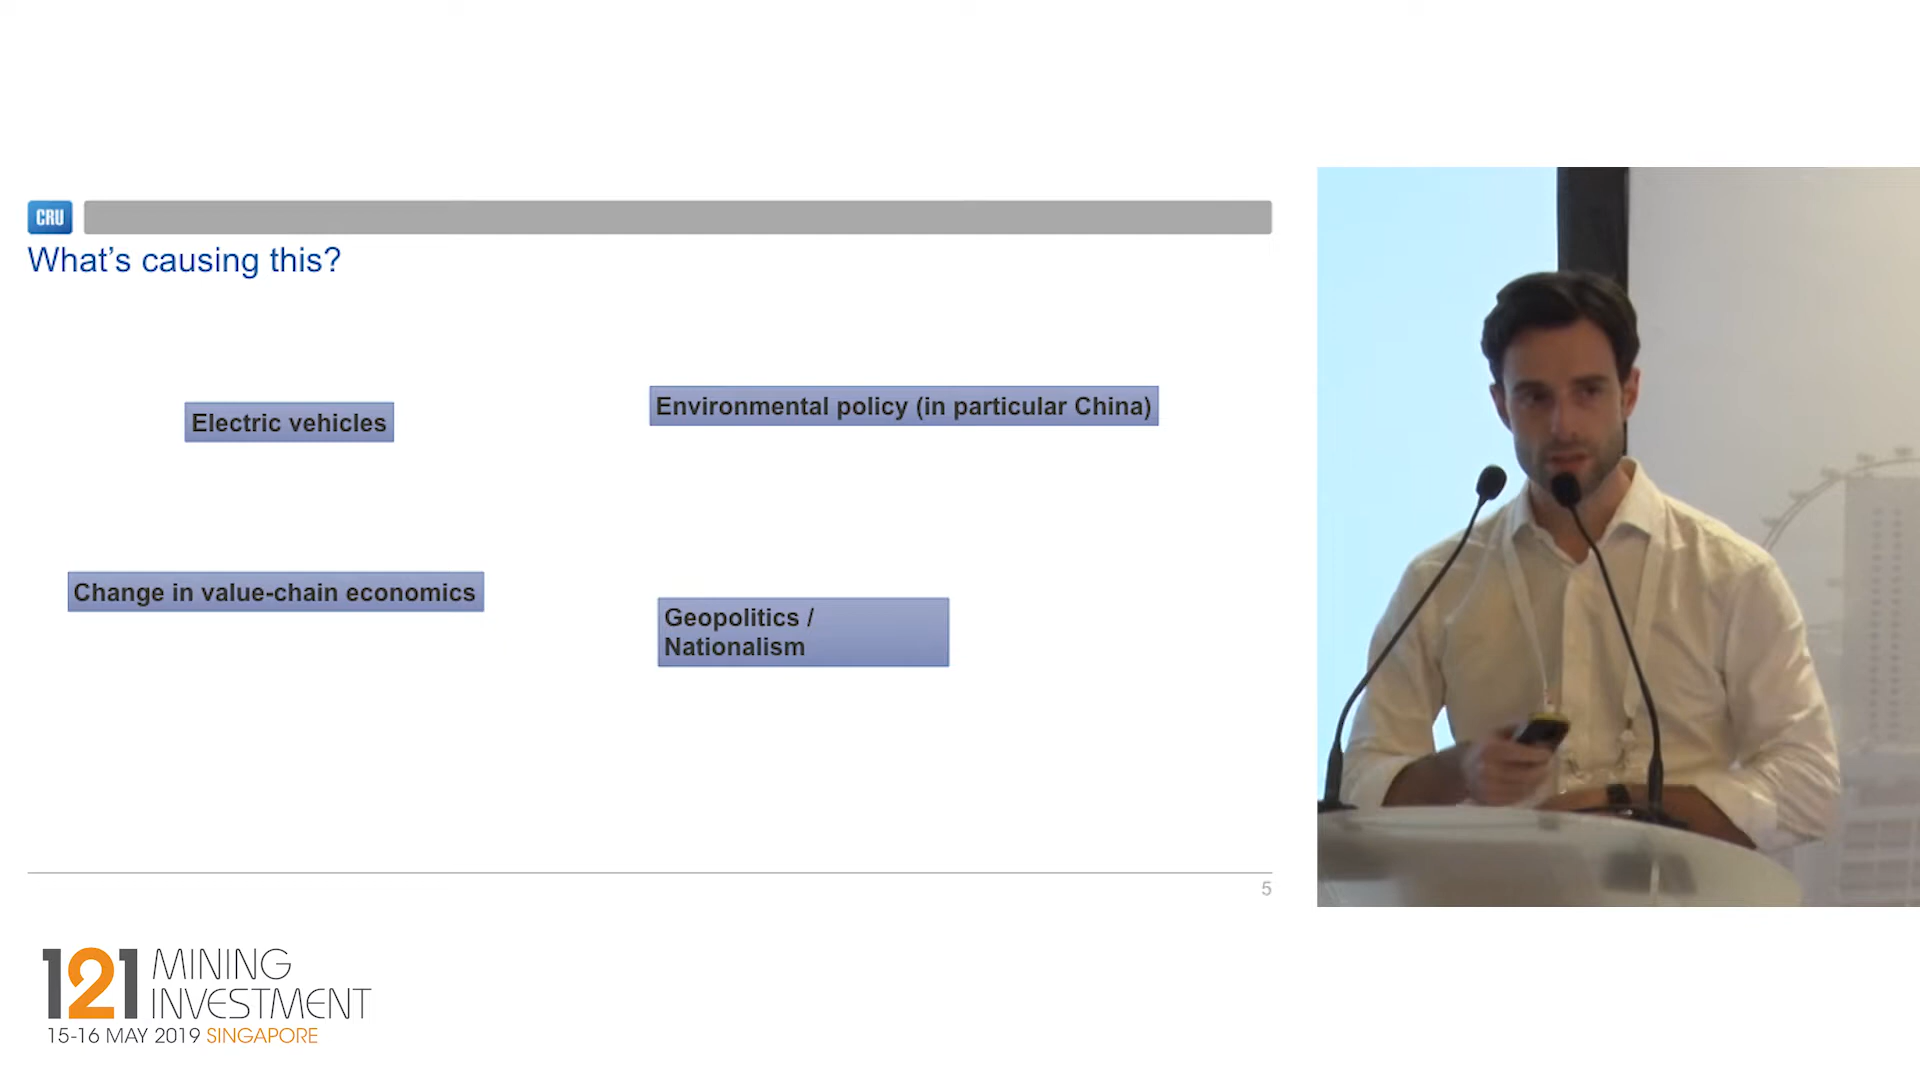 CRU
What's causing this?
Electric vehicles
Environmental policy (in particular China)
Change in value-chain economics
Geopolitics /
Nationalism
5
121 MINING
INVESTMENT
15-16 MAY 2019 SINGAPORE